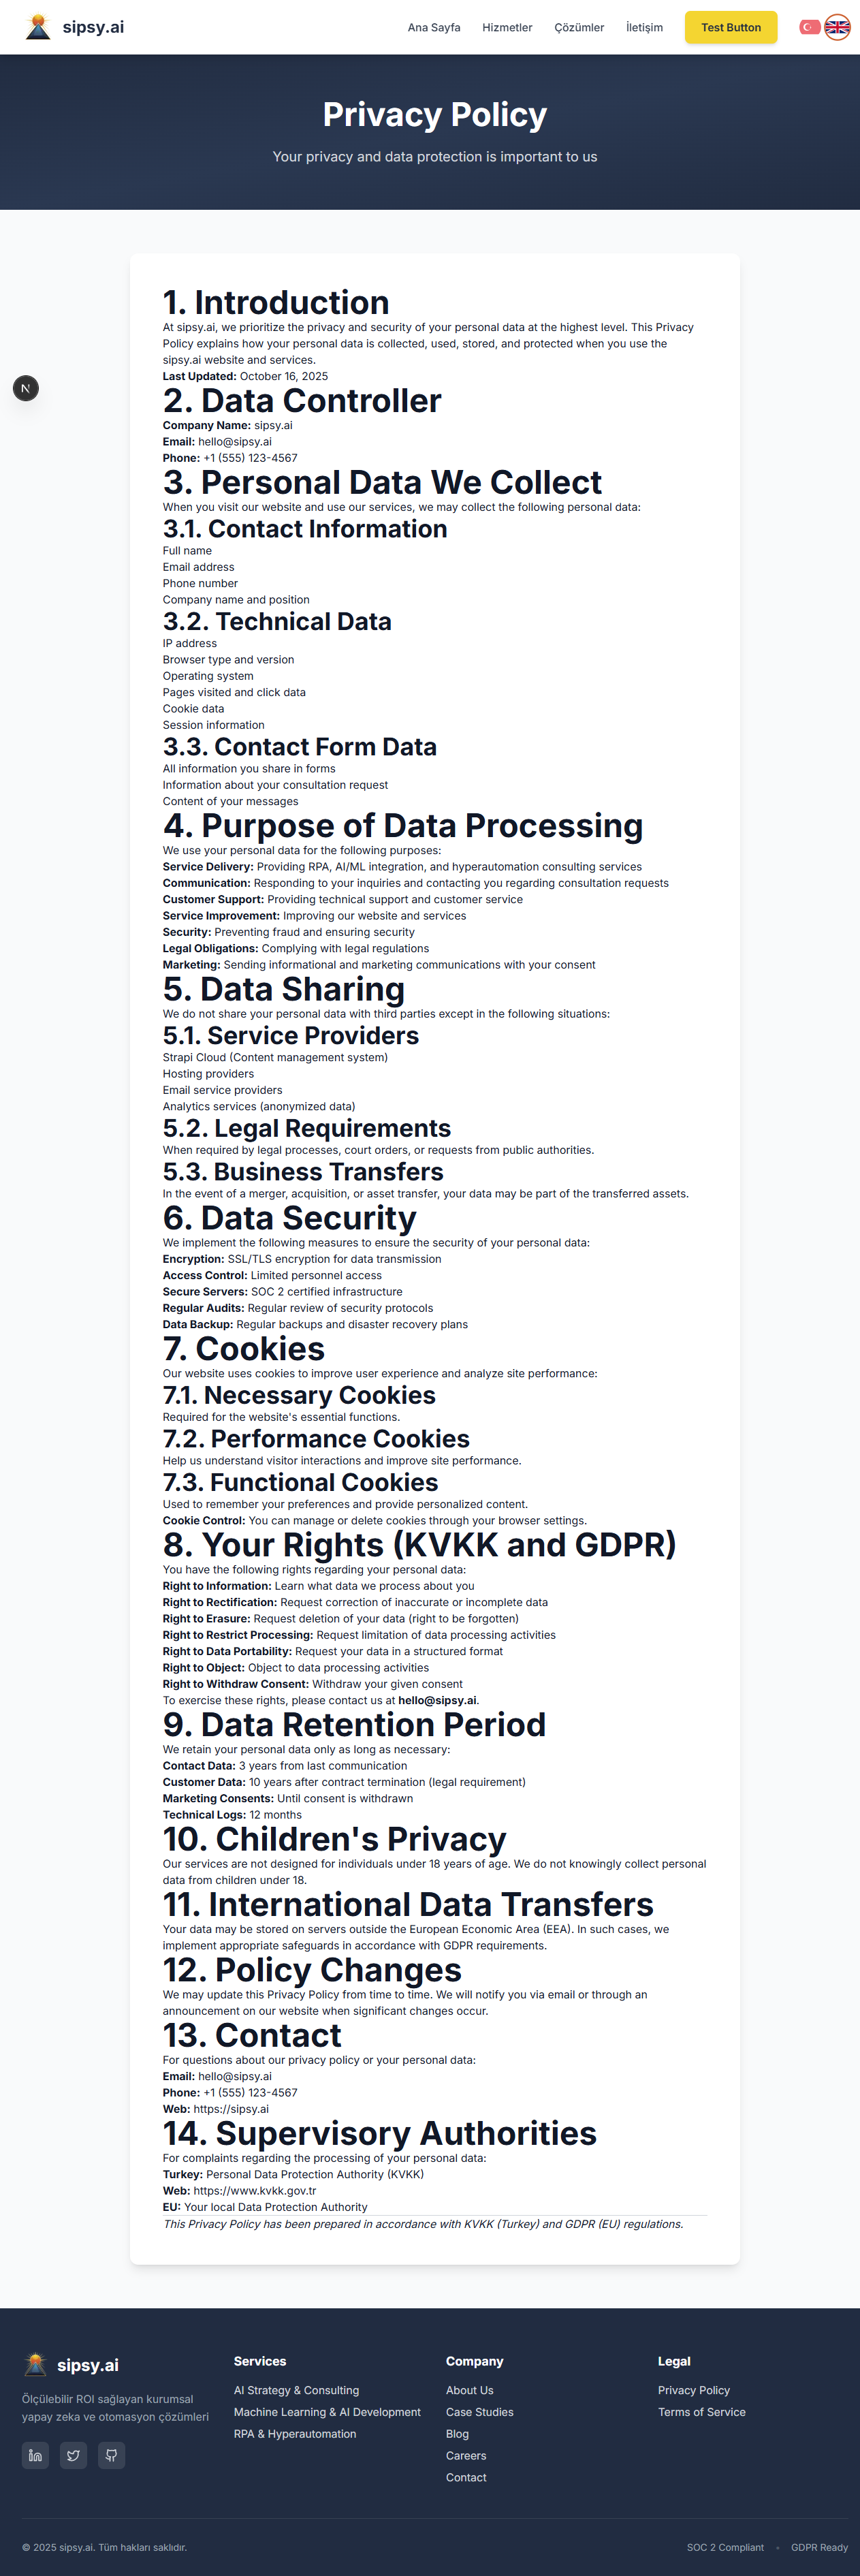 sipsy.ai
Ana Sayfa
Hizmetler
Çözümler
İletişim
Test Button
Privacy Policy
Your privacy and data protection is important to us
1. Introduction
At sipsy.ai, we prioritize the privacy and security of your personal data at the highest level. This Privacy
Policy explains how your personal data is collected, used, stored, and protected when you use the
sipsy.ai website and services.
Last Updated: October 16, 2025
2. Data Controller
Company Name: sipsy.ai
Email: hello@sipsy.ai
Phone: +1 (555) 123-4567
3. Personal Data We Collect
When you visit our website and use our services, we may collect the following personal data:
3.1. Contact Information
Full name
Email address
Phone number
Company name and position
3.2. Technical Data
IP address
Browser type and version
Operating system
Pages visited and click data
Cookie data
Session information
3.3. Contact Form Data
All information you share in forms
Information about your consultation request
Content of your messages
4. Purpose of Data Processing
We use your personal data for the following purposes:
Service Delivery: Providing RPA, AI/ML integration, and hyperautomation consulting services
Communication: Responding to your inquiries and contacting you regarding consultation requests
Customer Support: Providing technical support and customer service
Service Improvement: Improving our website and services
Security: Preventing fraud and ensuring security
Legal Obligations: Complying with legal regulations
Marketing: Sending informational and marketing communications with your consent
5. Data Sharing
We do not share your personal data with third parties except in the following situations:
5.1. Service Providers
Strapi Cloud (Content management system)
Hosting providers
Email service providers
Analytics services (anonymized data)
5.2. Legal Requirements
When required by legal processes, court orders, or requests from public authorities.
5.3. Business Transfers
In the event of a merger, acquisition, or asset transfer, your data may be part of the transferred assets.
6. Data Security
We implement the following measures to ensure the security of your personal data:
Encryption: SSL/TLS encryption for data transmission
Access Control: Limited personnel access
Secure Servers: SOC 2 certified infrastructure
Regular Audits: Regular review of security protocols
Data Backup: Regular backups and disaster recovery plans
7. Cookies
Our website uses cookies to improve user experience and analyze site performance:
7.1. Necessary Cookies
Required for the website's essential functions.
7.2. Performance Cookies
Help us understand visitor interactions and improve site performance.
7.3. Functional Cookies
Used to remember your preferences and provide personalized content.
Cookie Control: You can manage or delete cookies through your browser settings.
8. Your Rights (KVKK and GDPR)
You have the following rights regarding your personal data:
Right to Information: Learn what data we process about you
Right to Rectification: Request correction of inaccurate or incomplete data
Right to Erasure: Request deletion of your data (right to be forgotten)
Right to Restrict Processing: Request limitation of data processing activities
Right to Data Portability: Request your data in a structured format
Right to Object: Object to data processing activities
Right to Withdraw Consent: Withdraw your given consent
To exercise these rights, please contact us at hello@sipsy.ai.
9. Data Retention Period
We retain your personal data only as long as necessary:
Contact Data: 3 years from last communication
Customer Data: 10 years after contract termination (legal requirement)
Marketing Consents: Until consent is withdrawn
Technical Logs: 12 months
10. Children's Privacy
Our services are not designed for individuals under 18 years of age. We do not knowingly collect personal
data from children under 18.
11. International Data Transfers
Your data may be stored on servers outside the European Economic Area (EEA). In such cases, we
implement appropriate safeguards in accordance with GDPR requirements.
12. Policy Changes
We may update this Privacy Policy from time to time. We will notify you via email or through an
announcement on our website when significant changes occur.
13. Contact
For questions about our privacy policy or your personal data:
Email: hello@sipsy.ai
Phone: +1 (555) 123-4567
Web: https://sipsy.ai
14. Supervisory Authorities
For complaints regarding the processing of your personal data:
Turkey: Personal Data Protection Authority (KVKK)
Web: https://www.kvkk.gov.tr
EU: Your local Data Protection Authority
This Privacy Policy has been prepared in accordance with KVKK (Turkey) and GDPR (EU) regulations.
sipsy.ai
Ölçülebilir ROI sağlayan kurumsal
yapay zeka ve otomasyon çözümleri
Services
AI Strategy & Consulting
Machine Learning & AI Development
RPA & Hyperautomation
Company
About Us
Case Studies
Blog
Careers
Contact
Legal
Privacy Policy
Terms of Service
© 2025 sipsy.ai. Tüm hakları saklıdır.
SOC 2 Compliant • GDPR Ready